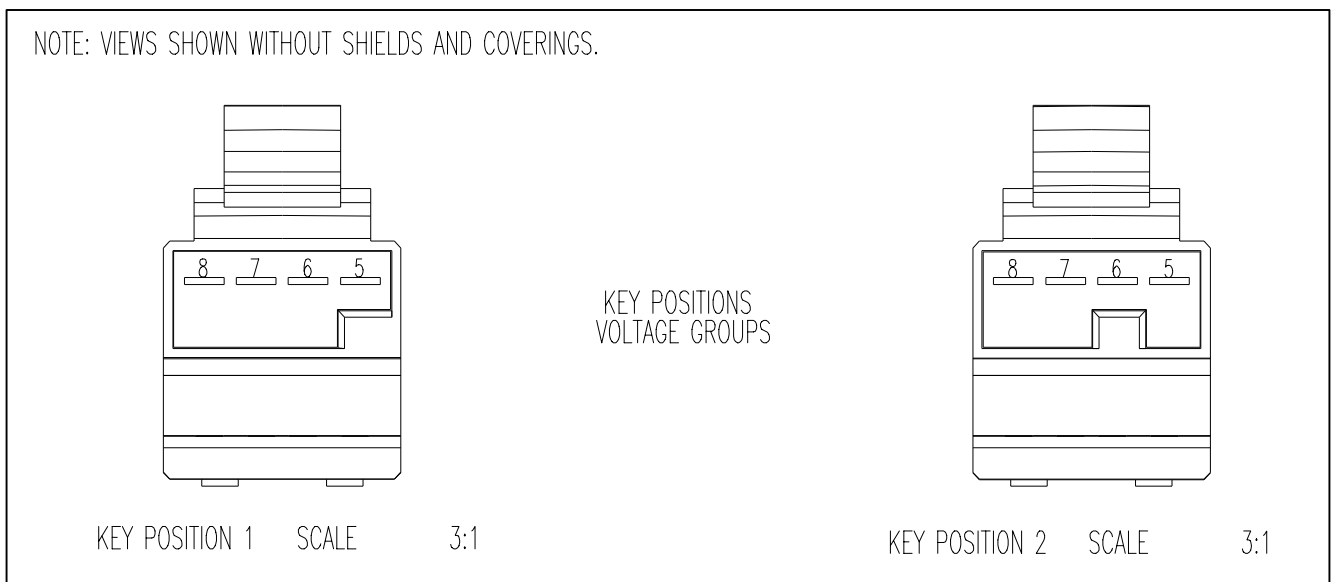 NOTE: VIEWS SHOWN WITHOUT SHIELDS AND COVERINGS.
8 7 6 5
8 7 6 5
KEY POSITIONS
VOLTAGE GROUPS
KEY POSITION 1 SCALE 3:1
KEY POSITION 2 SCALE 3:1